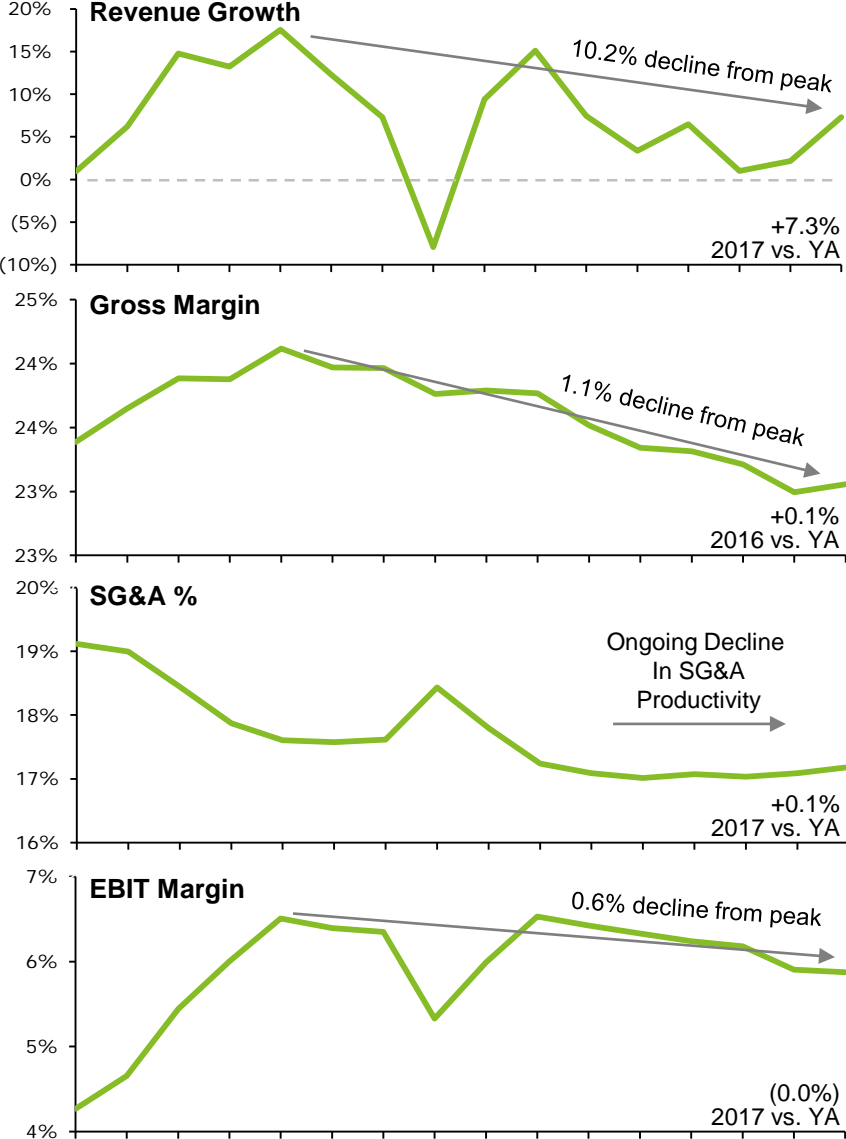 Revenue Growth
20%
15%
10%
5%
0%
(5%)
(10%)
10.2% decline from peak
+7.3%
2017 vs. YA
Gross Margin
25%
24%
24%
23%
23%
1.1% decline from peak
+0.1%
2016 vs. YA
SG&A %
20%
19%
18%
17%
16%
Ongoing Decline
In SG&A
Productivity
+0.1%
2017 vs. YA
EBIT Margin
7%
6%
5%
4%
0.6% decline from peak
(0.0%)
2017 vs. YA